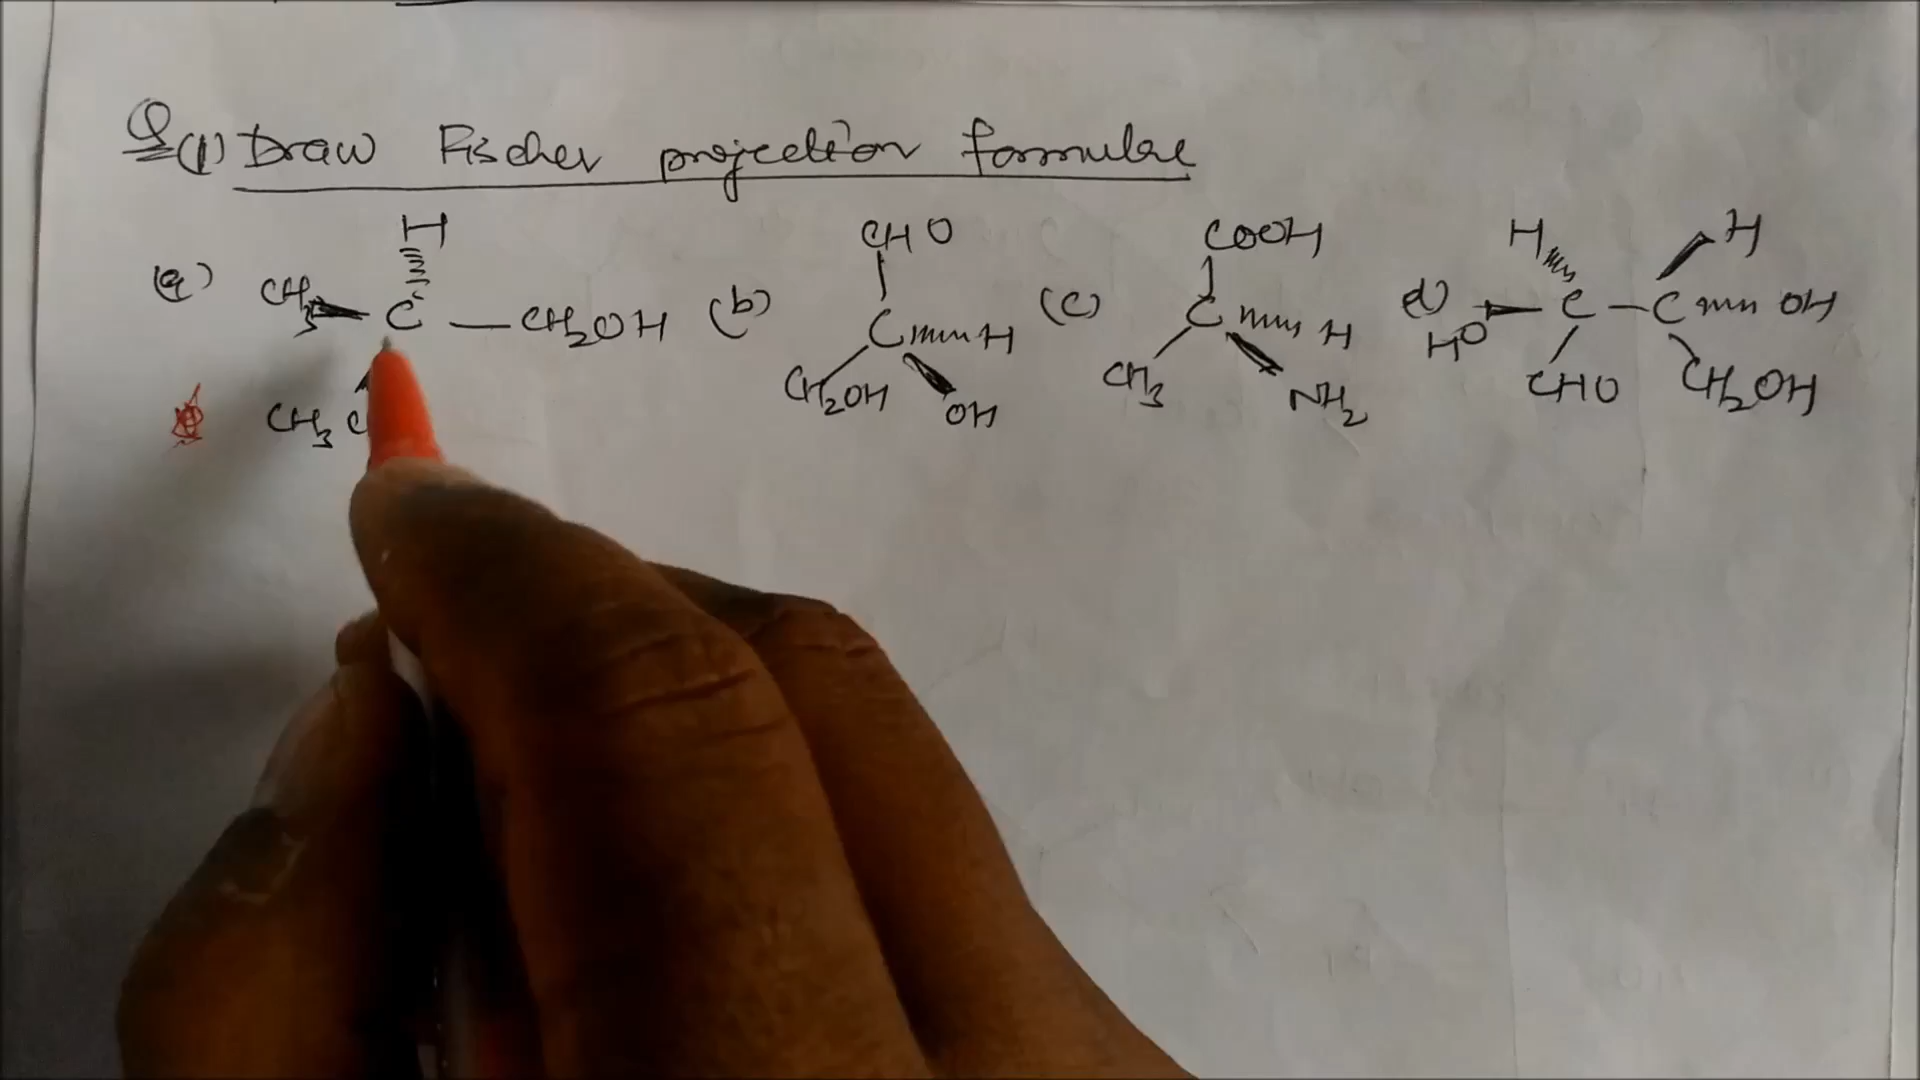 Q(1) Draw Fischer projection formulae
(a) H CH3 C CH2OH CH3 C
(b) CHO C H CH2OH OH
(c) COOH C H CH3 NH2
d) H H HO C - C OH CHO CH2OH